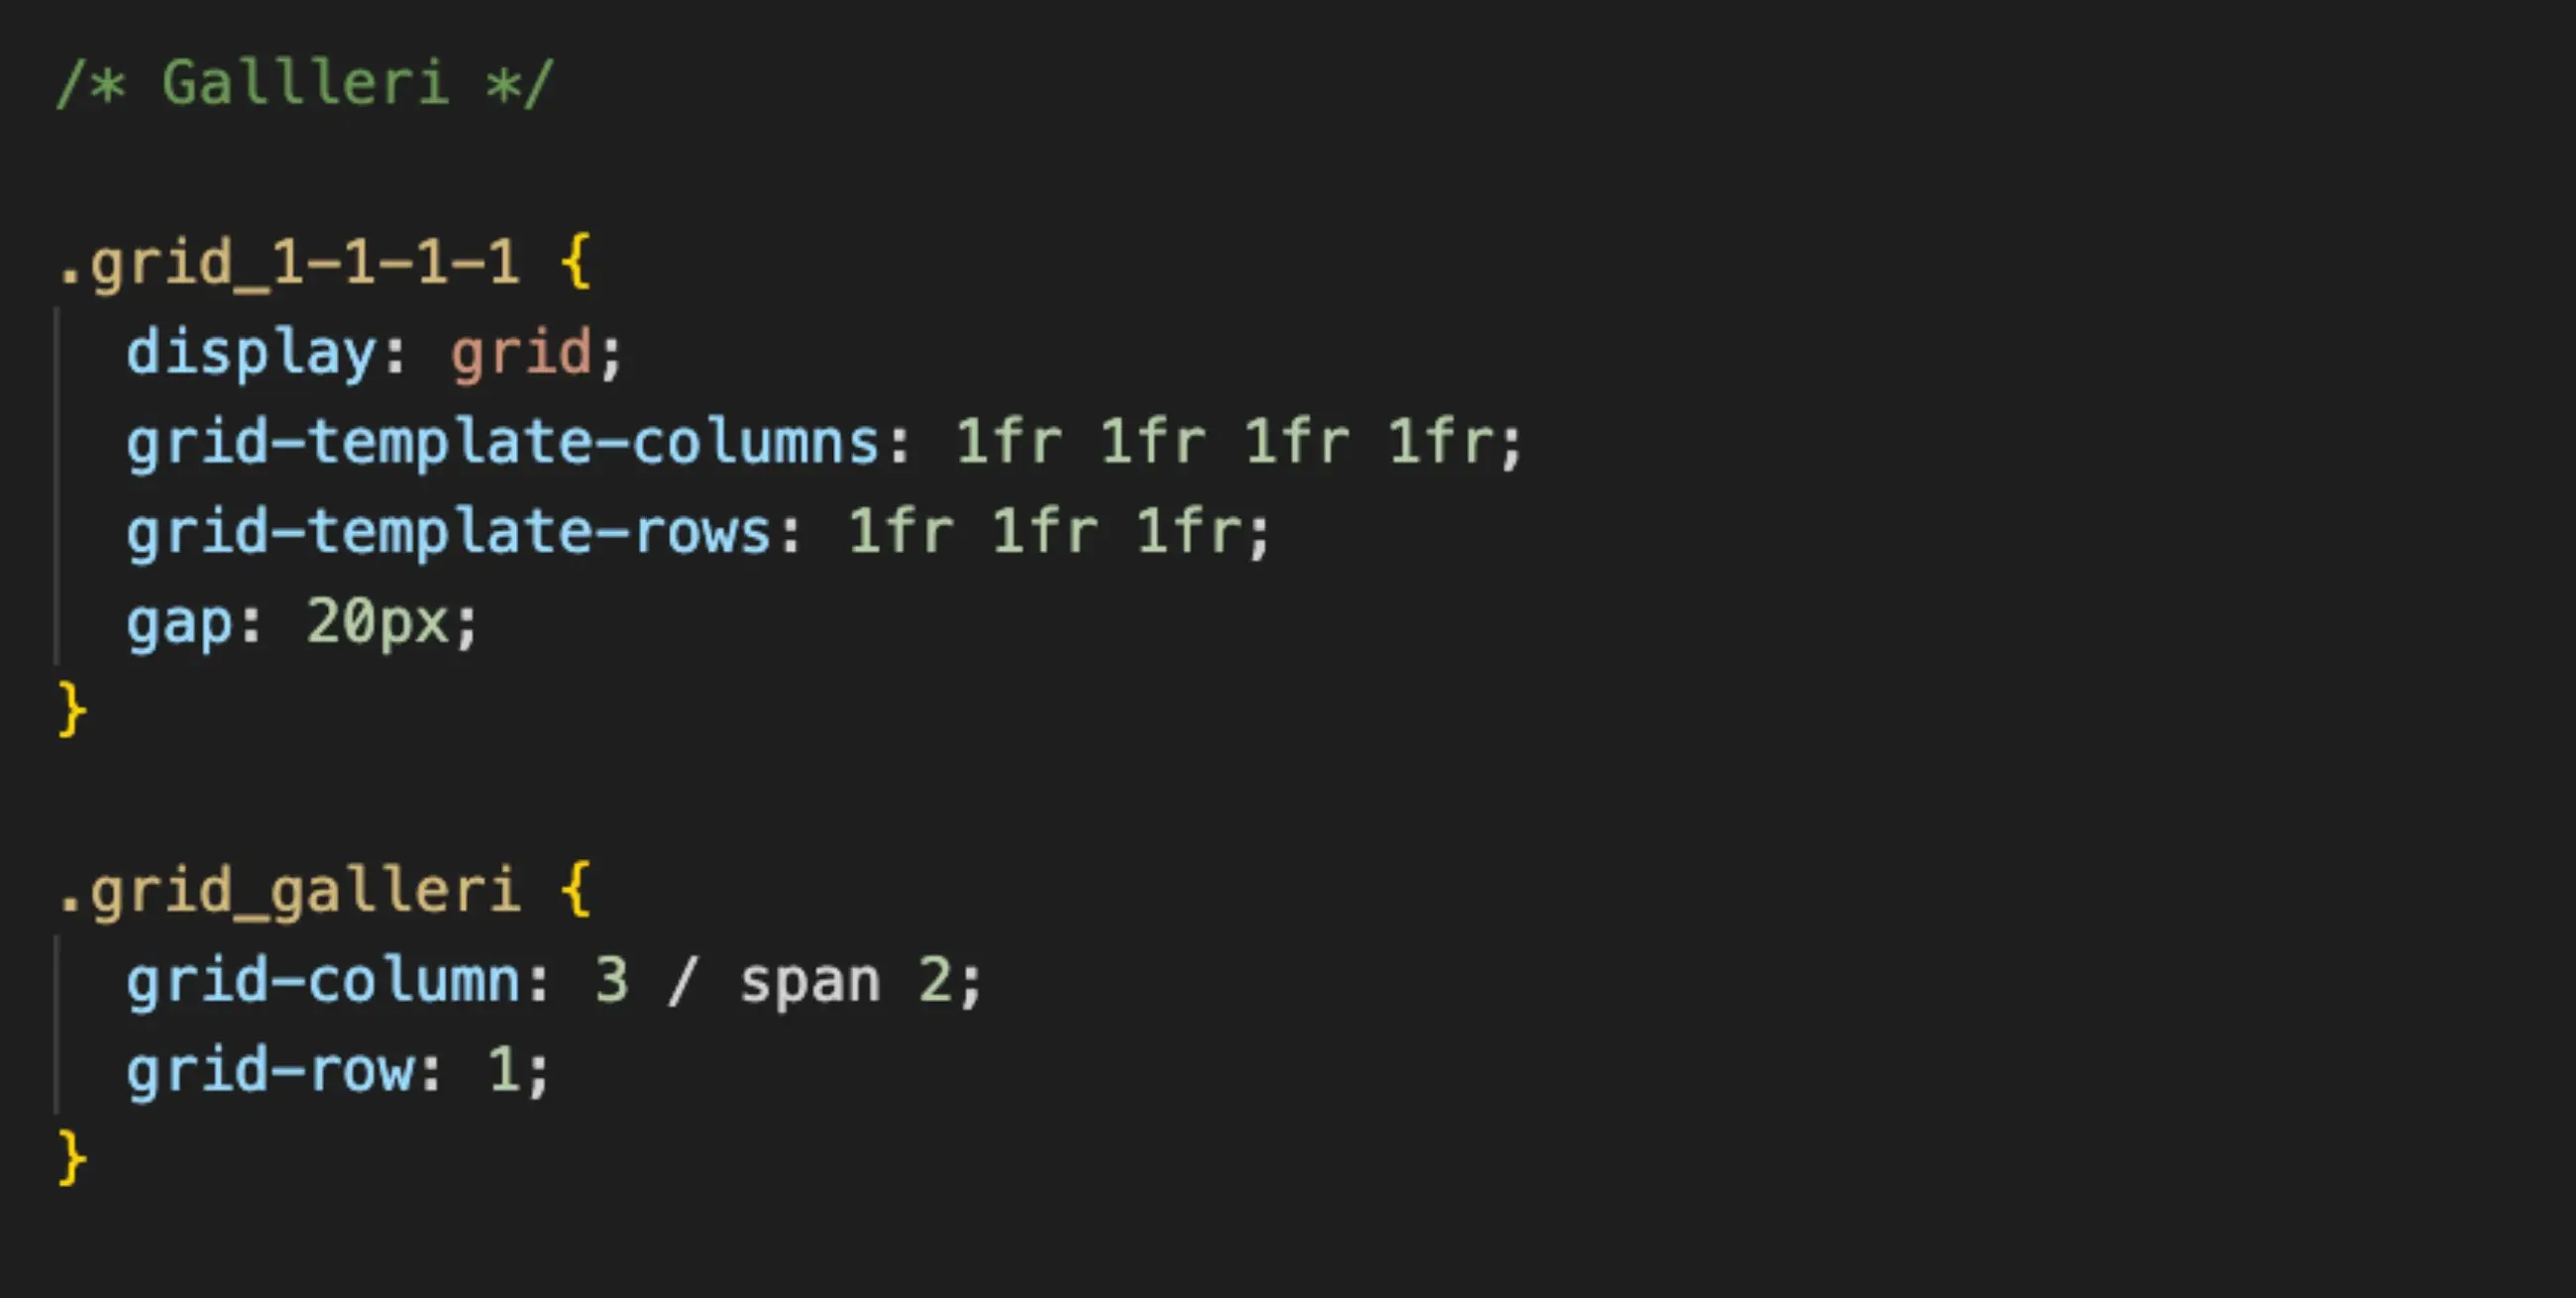 /* Gallleri */
.grid_1-1-1-1 {
display: grid;
grid-template-columns: 1fr 1fr 1fr 1fr;
grid-template-rows: 1fr 1fr 1fr;
gap: 20px;
}
.grid_galleri {
grid-column: 3 / span 2;
grid-row: 1;
}